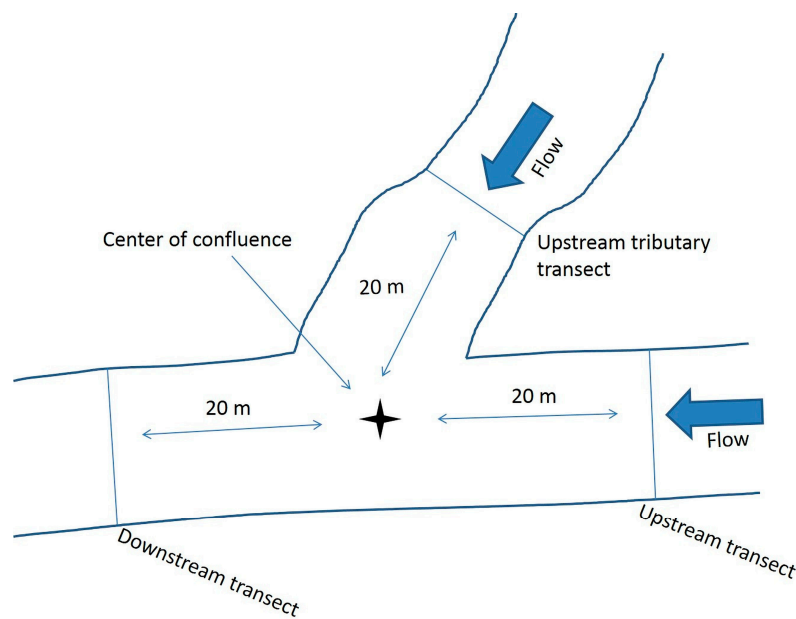 Flow
Center of confluence
Upstream tributary
transect
20 m
20 m
20 m
Flow
Upstream transect
Downstream transect